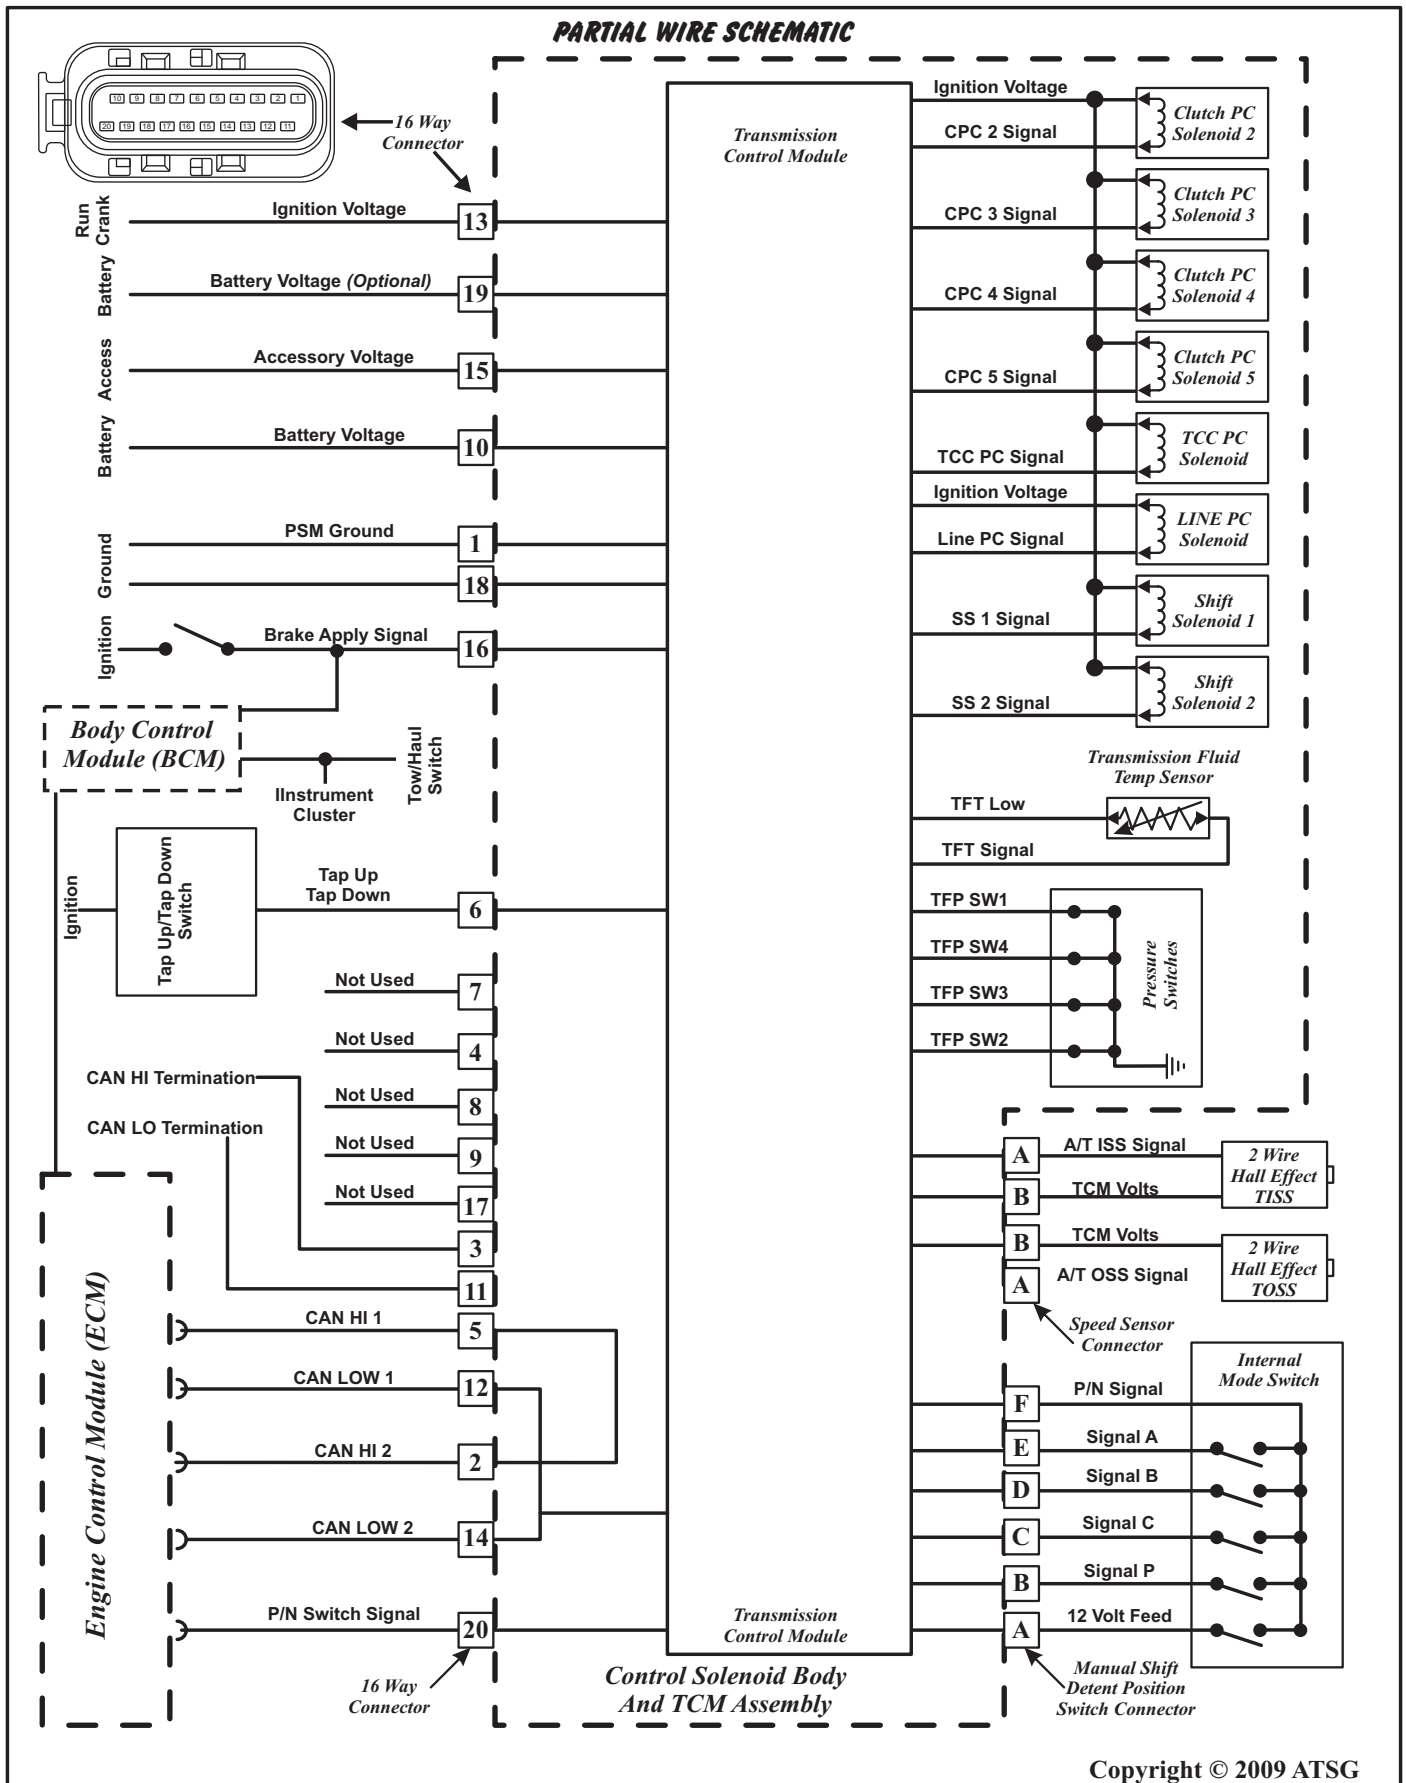 PARTIAL WIRE SCHEMATIC
10 9 8 7 6 5 4 3 2 1
20 19 18 17 16 15 14 13 12 11
16 Way
Connector
Run
Crank
Ignition Voltage
13
Battery
Battery Voltage (Optional)
19
Access
Accessory Voltage
15
Battery
Battery Voltage
10
Ground
PSM Ground
1
18
Ignition
Brake Apply Signal
16
Body Control
Module (BCM)
IInstrument
Cluster
Tow/Haul
Switch
Ignition
Tap Up/Tap Down
Switch
Tap Up
Tap Down
6
Not Used
7
Not Used
4
CAN HI Termination
Not Used
8
CAN LO Termination
Not Used
9
Not Used
17
3
11
Engine Control Module (ECM)
CAN HI 1
5
CAN LOW 1
12
CAN HI 2
2
CAN LOW 2
14
P/N Switch Signal
20
16 Way
Connector
Transmission
Control Module
Transmission
Control Module
Control Solenoid Body
And TCM Assembly
Ignition Voltage
CPC 2 Signal
Clutch PC
Solenoid 2
CPC 3 Signal
Clutch PC
Solenoid 3
CPC 4 Signal
Clutch PC
Solenoid 4
CPC 5 Signal
Clutch PC
Solenoid 5
TCC PC Signal
TCC PC
Solenoid
Ignition Voltage
Line PC Signal
LINE PC
Solenoid
SS 1 Signal
Shift
Solenoid 1
SS 2 Signal
Shift
Solenoid 2
Transmission Fluid
Temp Sensor
TFT Low
TFT Signal
TFP SW1
TFP SW4
TFP SW3
TFP SW2
Pressure
Switches
A
A/T ISS Signal
B
TCM Volts
2 Wire
Hall Effect
TISS
B
TCM Volts
A
A/T OSS Signal
2 Wire
Hall Effect
TOSS
Speed Sensor
Connector
Internal
Mode Switch
F
P/N Signal
E
Signal A
D
Signal B
C
Signal C
B
Signal P
A
12 Volt Feed
Manual Shift
Detent Position
Switch Connector
Copyright © 2009 ATSG